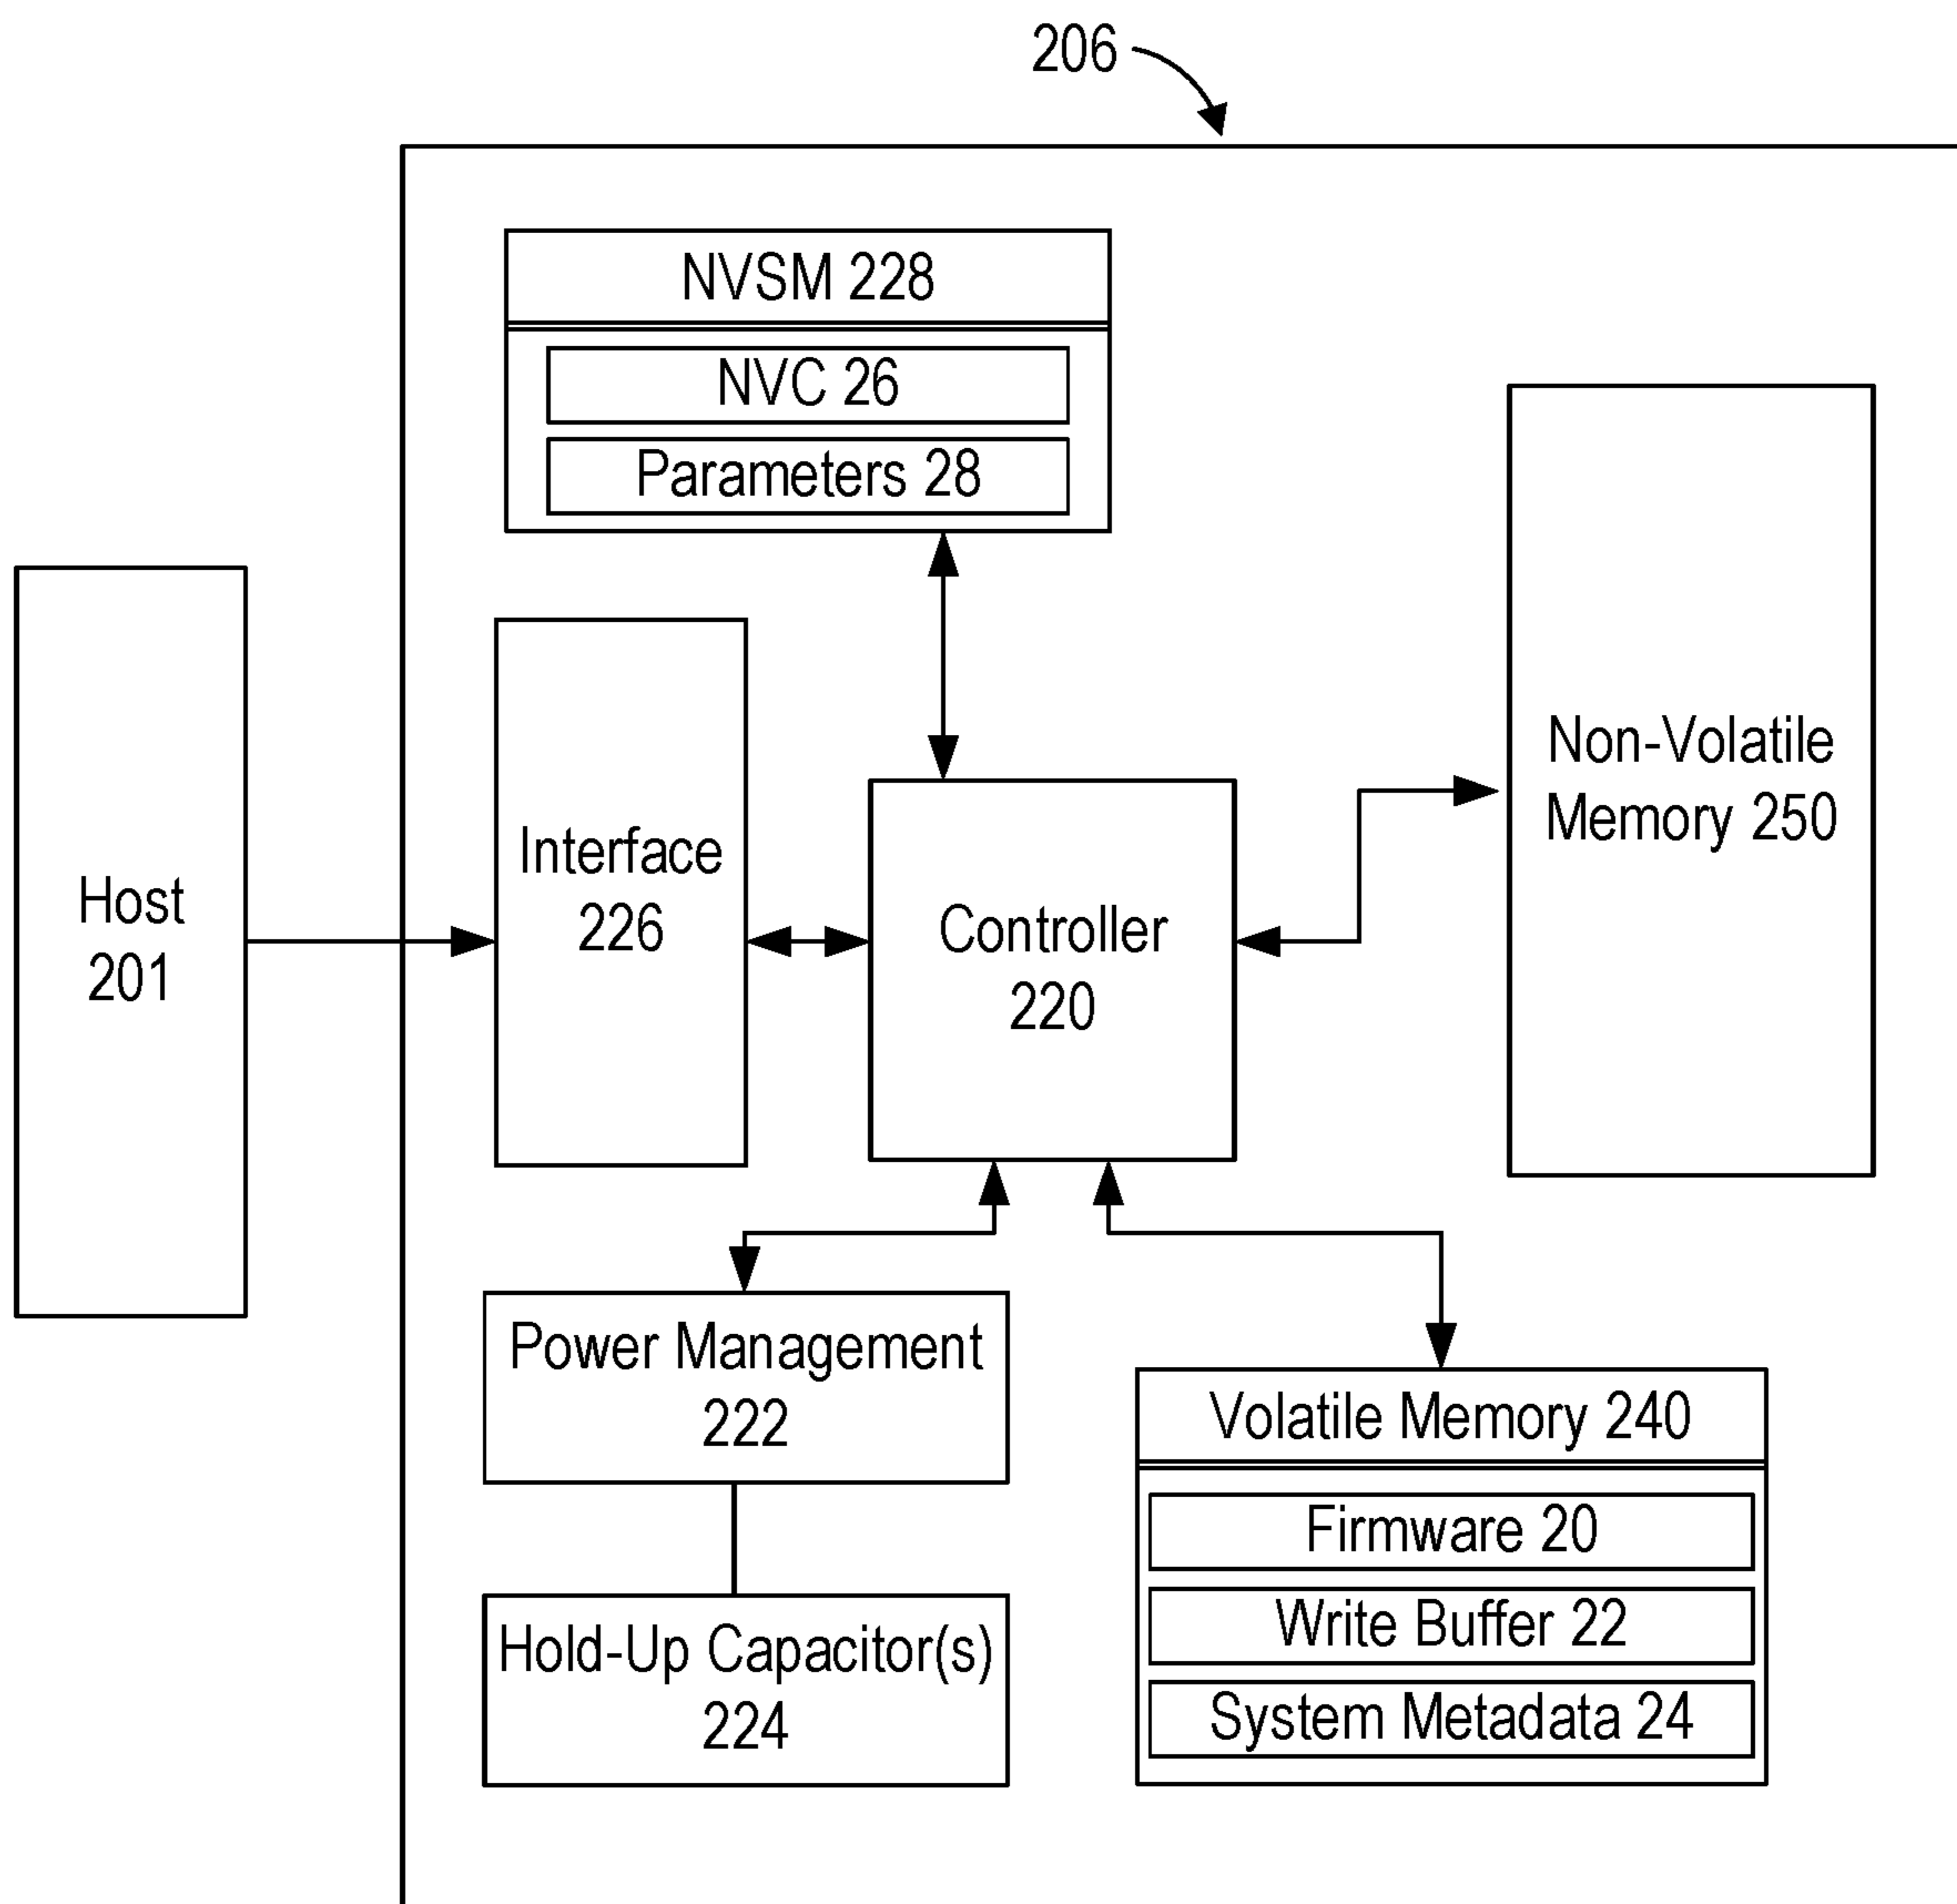 206
NVSM 228
NVC 26
Parameters 28
Host
201
Interface
226
Controller
220
Non-Volatile
Memory 250
Power Management
222
Hold-Up Capacitor(s)
224
Volatile Memory 240
Firmware 20
Write Buffer 22
System Metadata 24